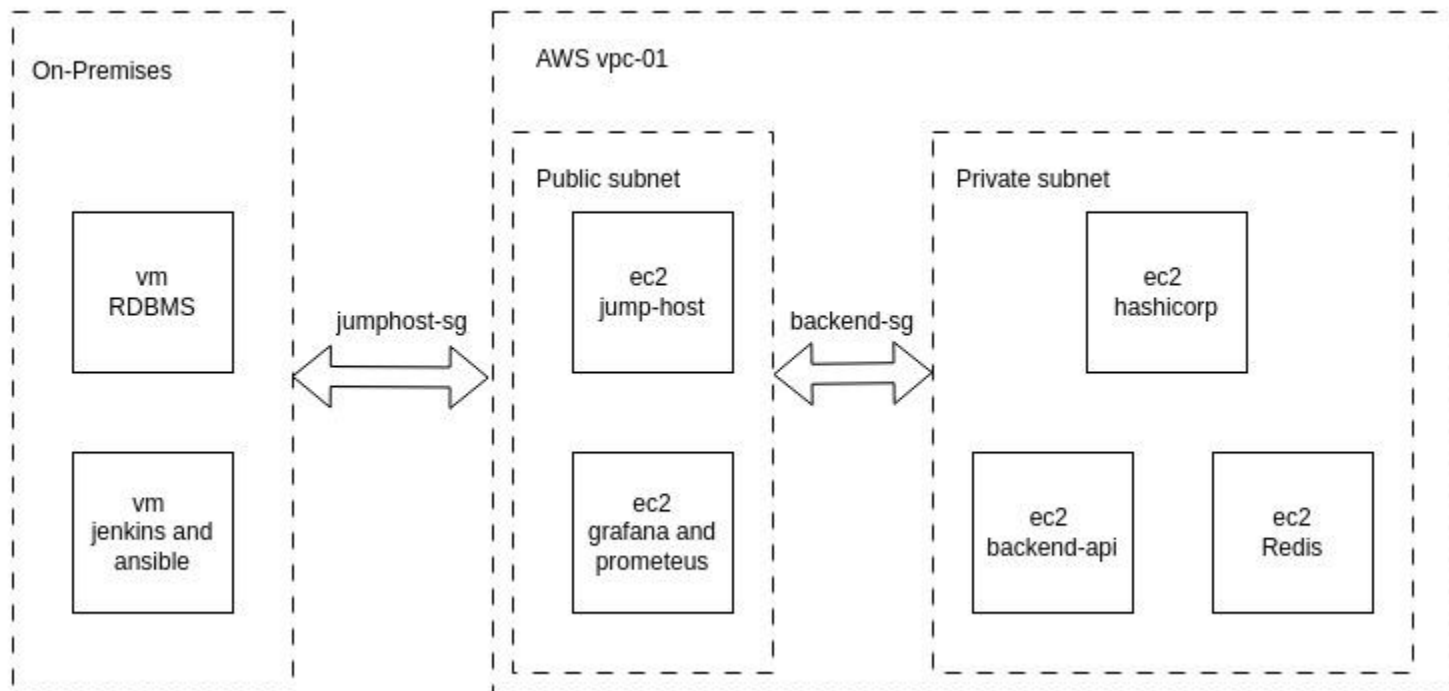 On-Premises
vm
RDBMS
vm
jenkins and
ansible
jumphost-sg
AWS vpc-01
Public subnet
ec2
jump-host
ec2
grafana and
prometeus
backend-sg
Private subnet
ec2
hashicorp
ec2
backend-api
ec2
Redis